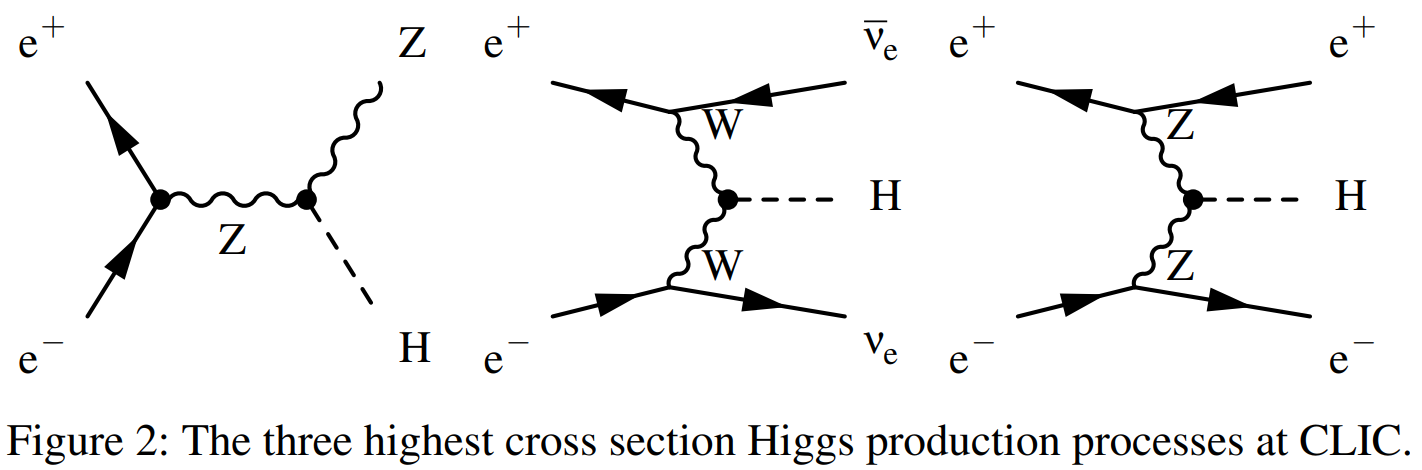 e⁺ Z e⁺ ν̅ₑ e⁺ e⁺
W Z
H H
Z W Z
e⁻ H e⁻ νₑ e⁻ e⁻
Figure 2: The three highest cross section Higgs production processes at CLIC.